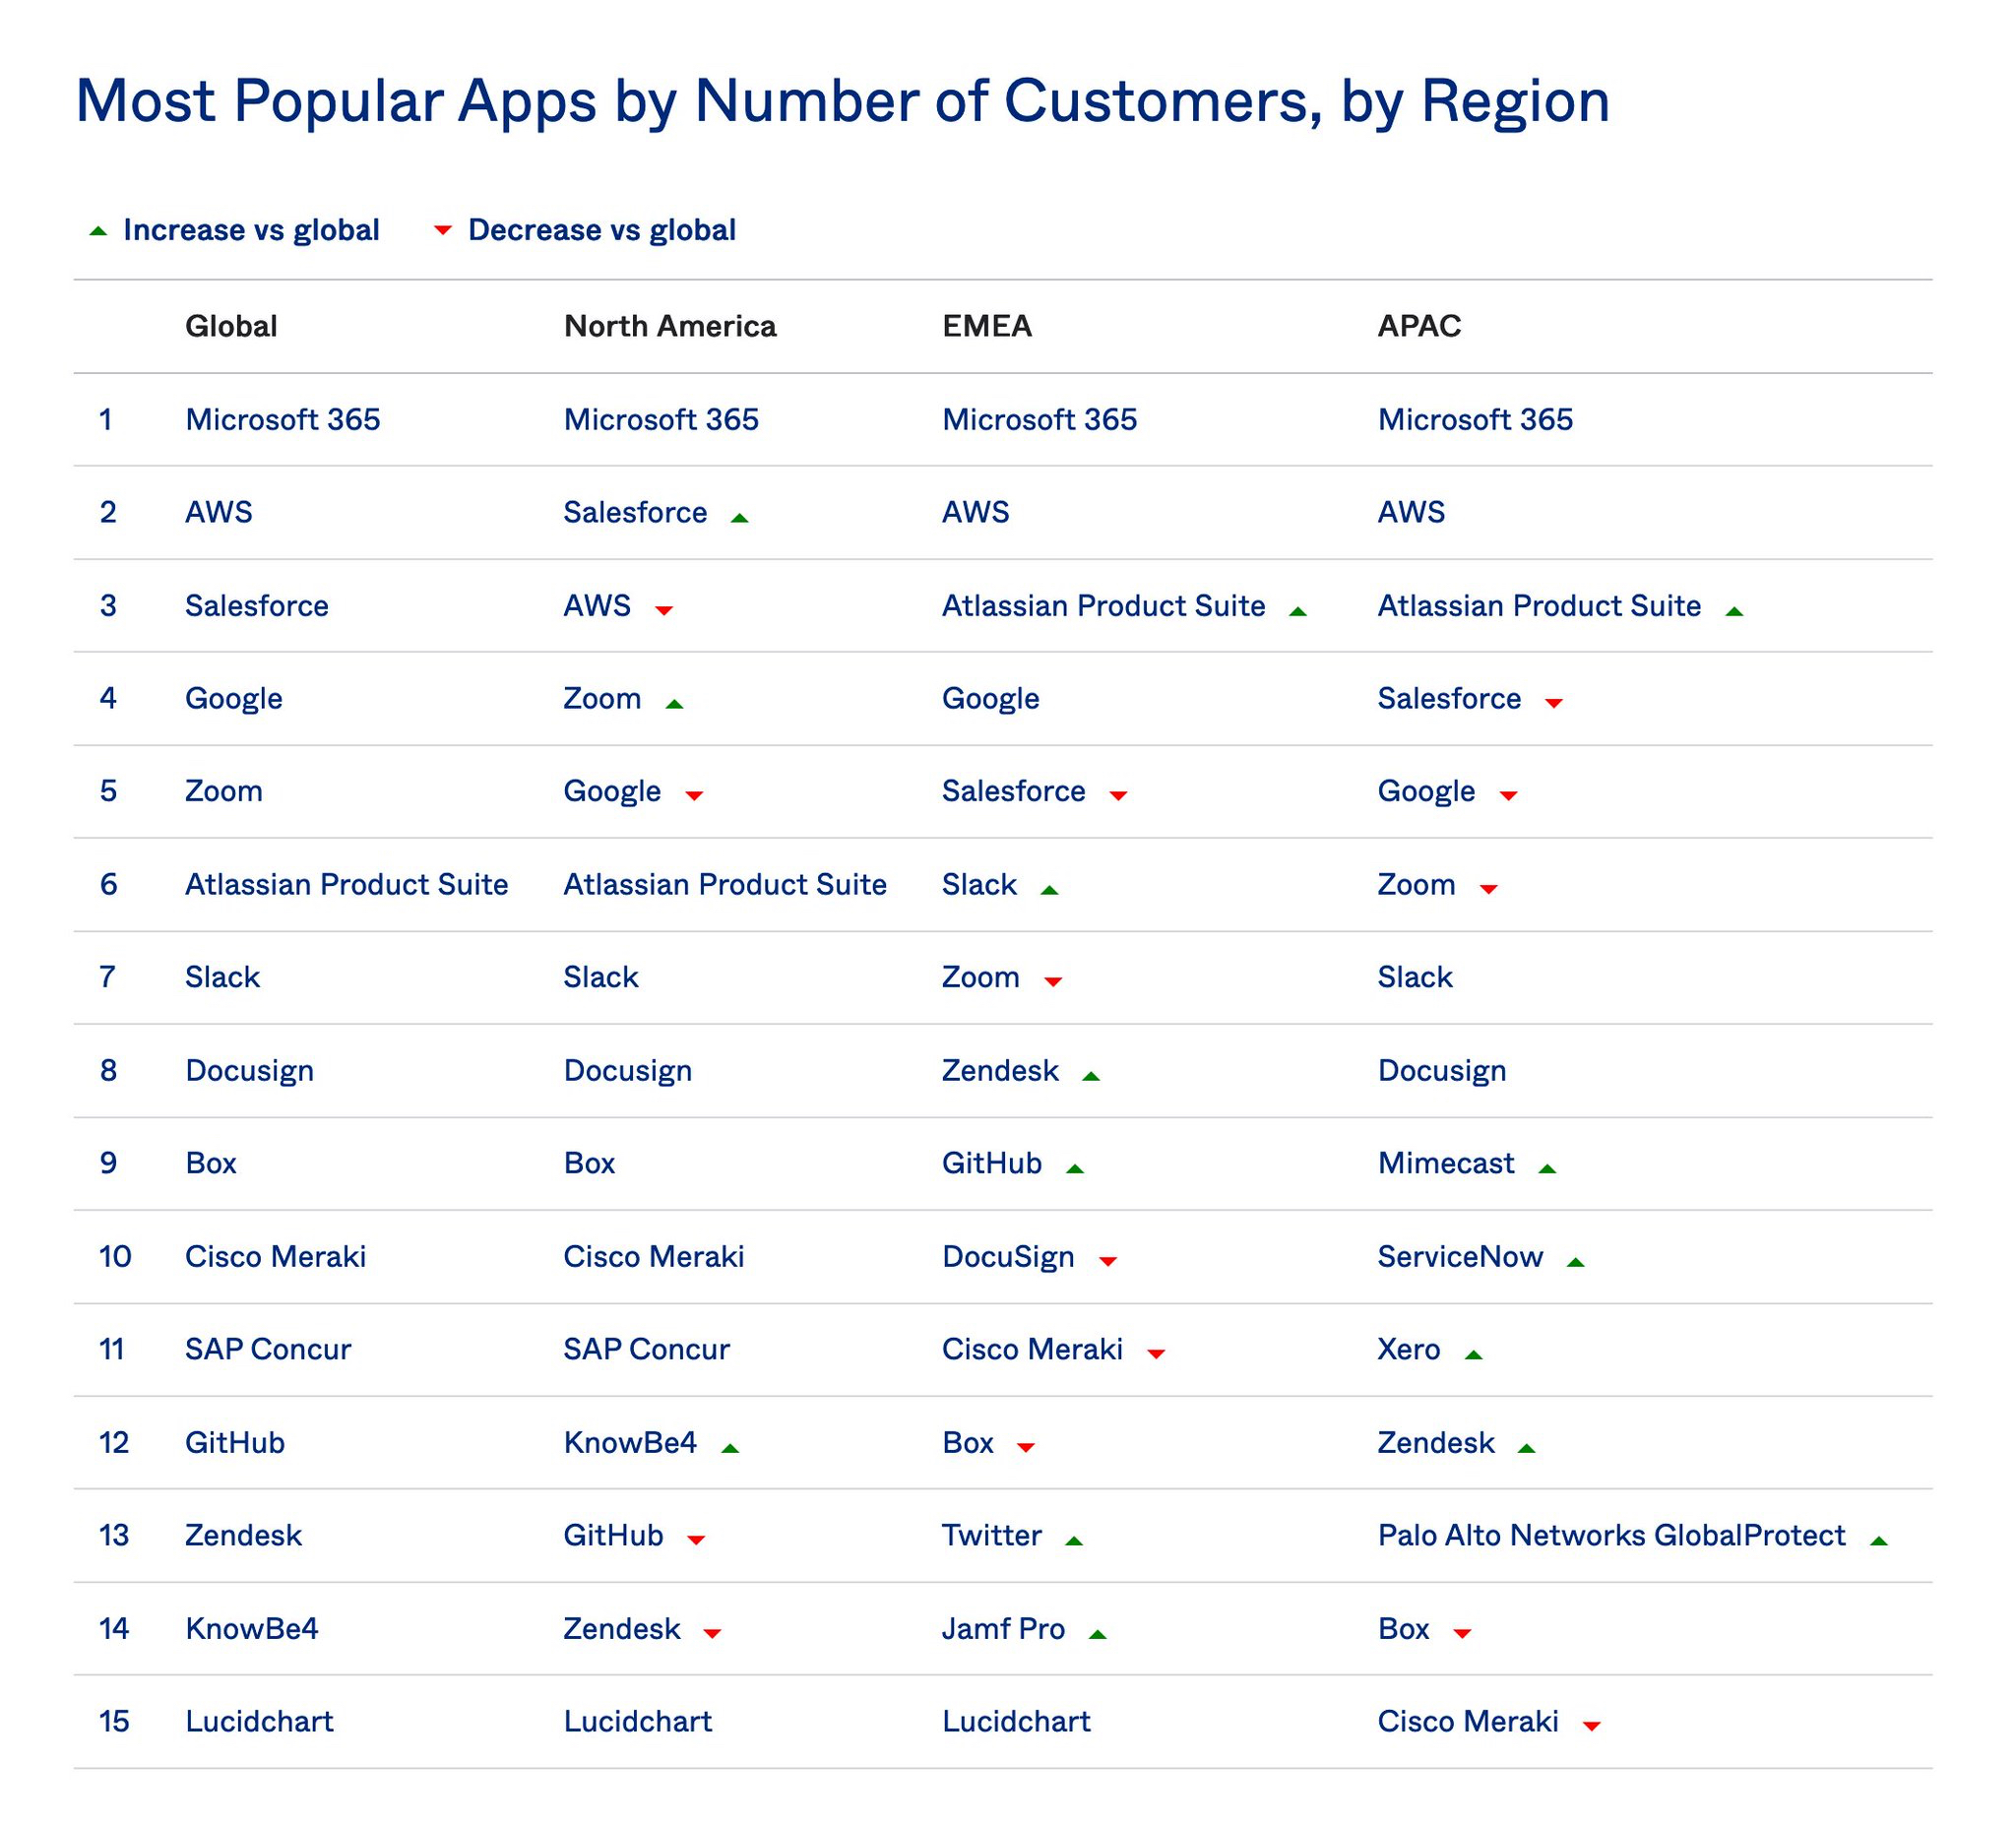 Most Popular Apps by Number of Customers, by Region
Increase vs global Decrease vs global
Global North America EMEA APAC
1 Microsoft 365 Microsoft 365 Microsoft 365 Microsoft 365
2 AWS Salesforce AWS AWS
3 Salesforce AWS Atlassian Product Suite Atlassian Product Suite
4 Google Zoom Google Salesforce
5 Zoom Google Salesforce Google
6 Atlassian Product Suite Atlassian Product Suite Slack Zoom
7 Slack Slack Zoom Slack
8 Docusign Docusign Zendesk Docusign
9 Box Box GitHub Mimecast
10 Cisco Meraki Cisco Meraki DocuSign ServiceNow
11 SAP Concur SAP Concur Cisco Meraki Xero
12 GitHub KnowBe4 Box Zendesk
13 Zendesk GitHub Twitter Palo Alto Networks GlobalProtect
14 KnowBe4 Zendesk Jamf Pro Box
15 Lucidchart Lucidchart Lucidchart Cisco Meraki